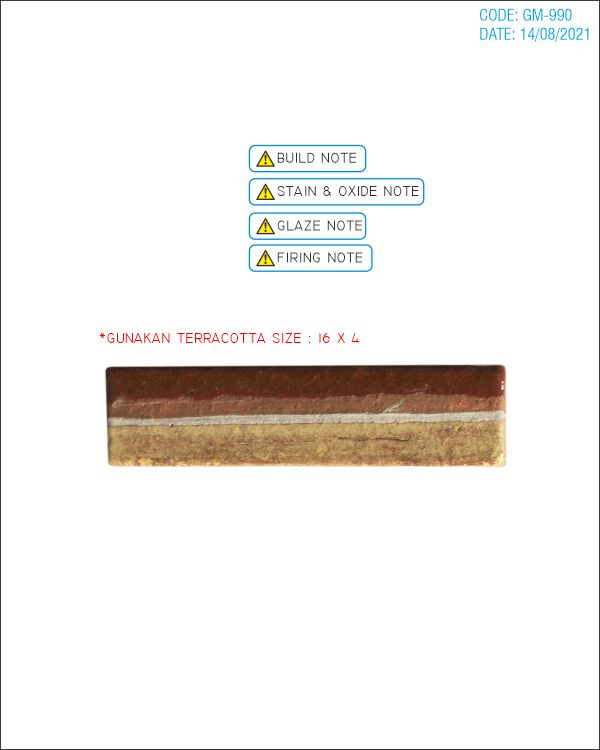 CODE: GM-990
DATE: 14/08/2021
BUILD NOTE
STAIN & OXIDE NOTE
GLAZE NOTE
FIRING NOTE
*GUNAKAN TERRACOTTA SIZE : 16 X 4